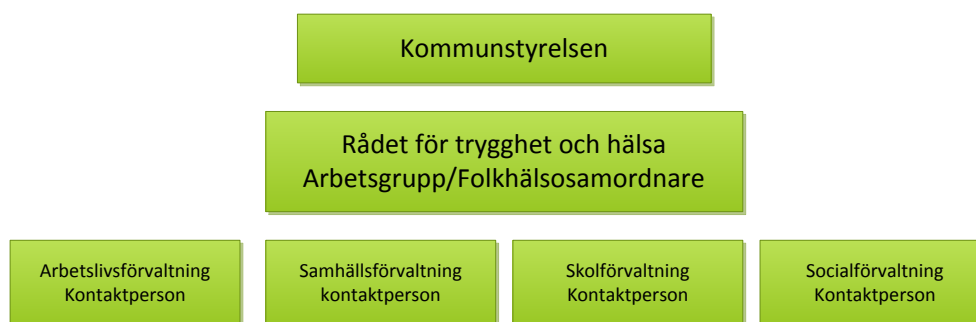 Kommunstyrelsen
Rådet för trygghet och hälsa
Arbetsgrupp/Folkhälsosamordnare
Arbetslivsförvaltning
Kontaktperson
Samhällsförvaltning
kontaktperson
Skolförvaltning
Kontaktperson
Socialförvaltning
Kontaktperson